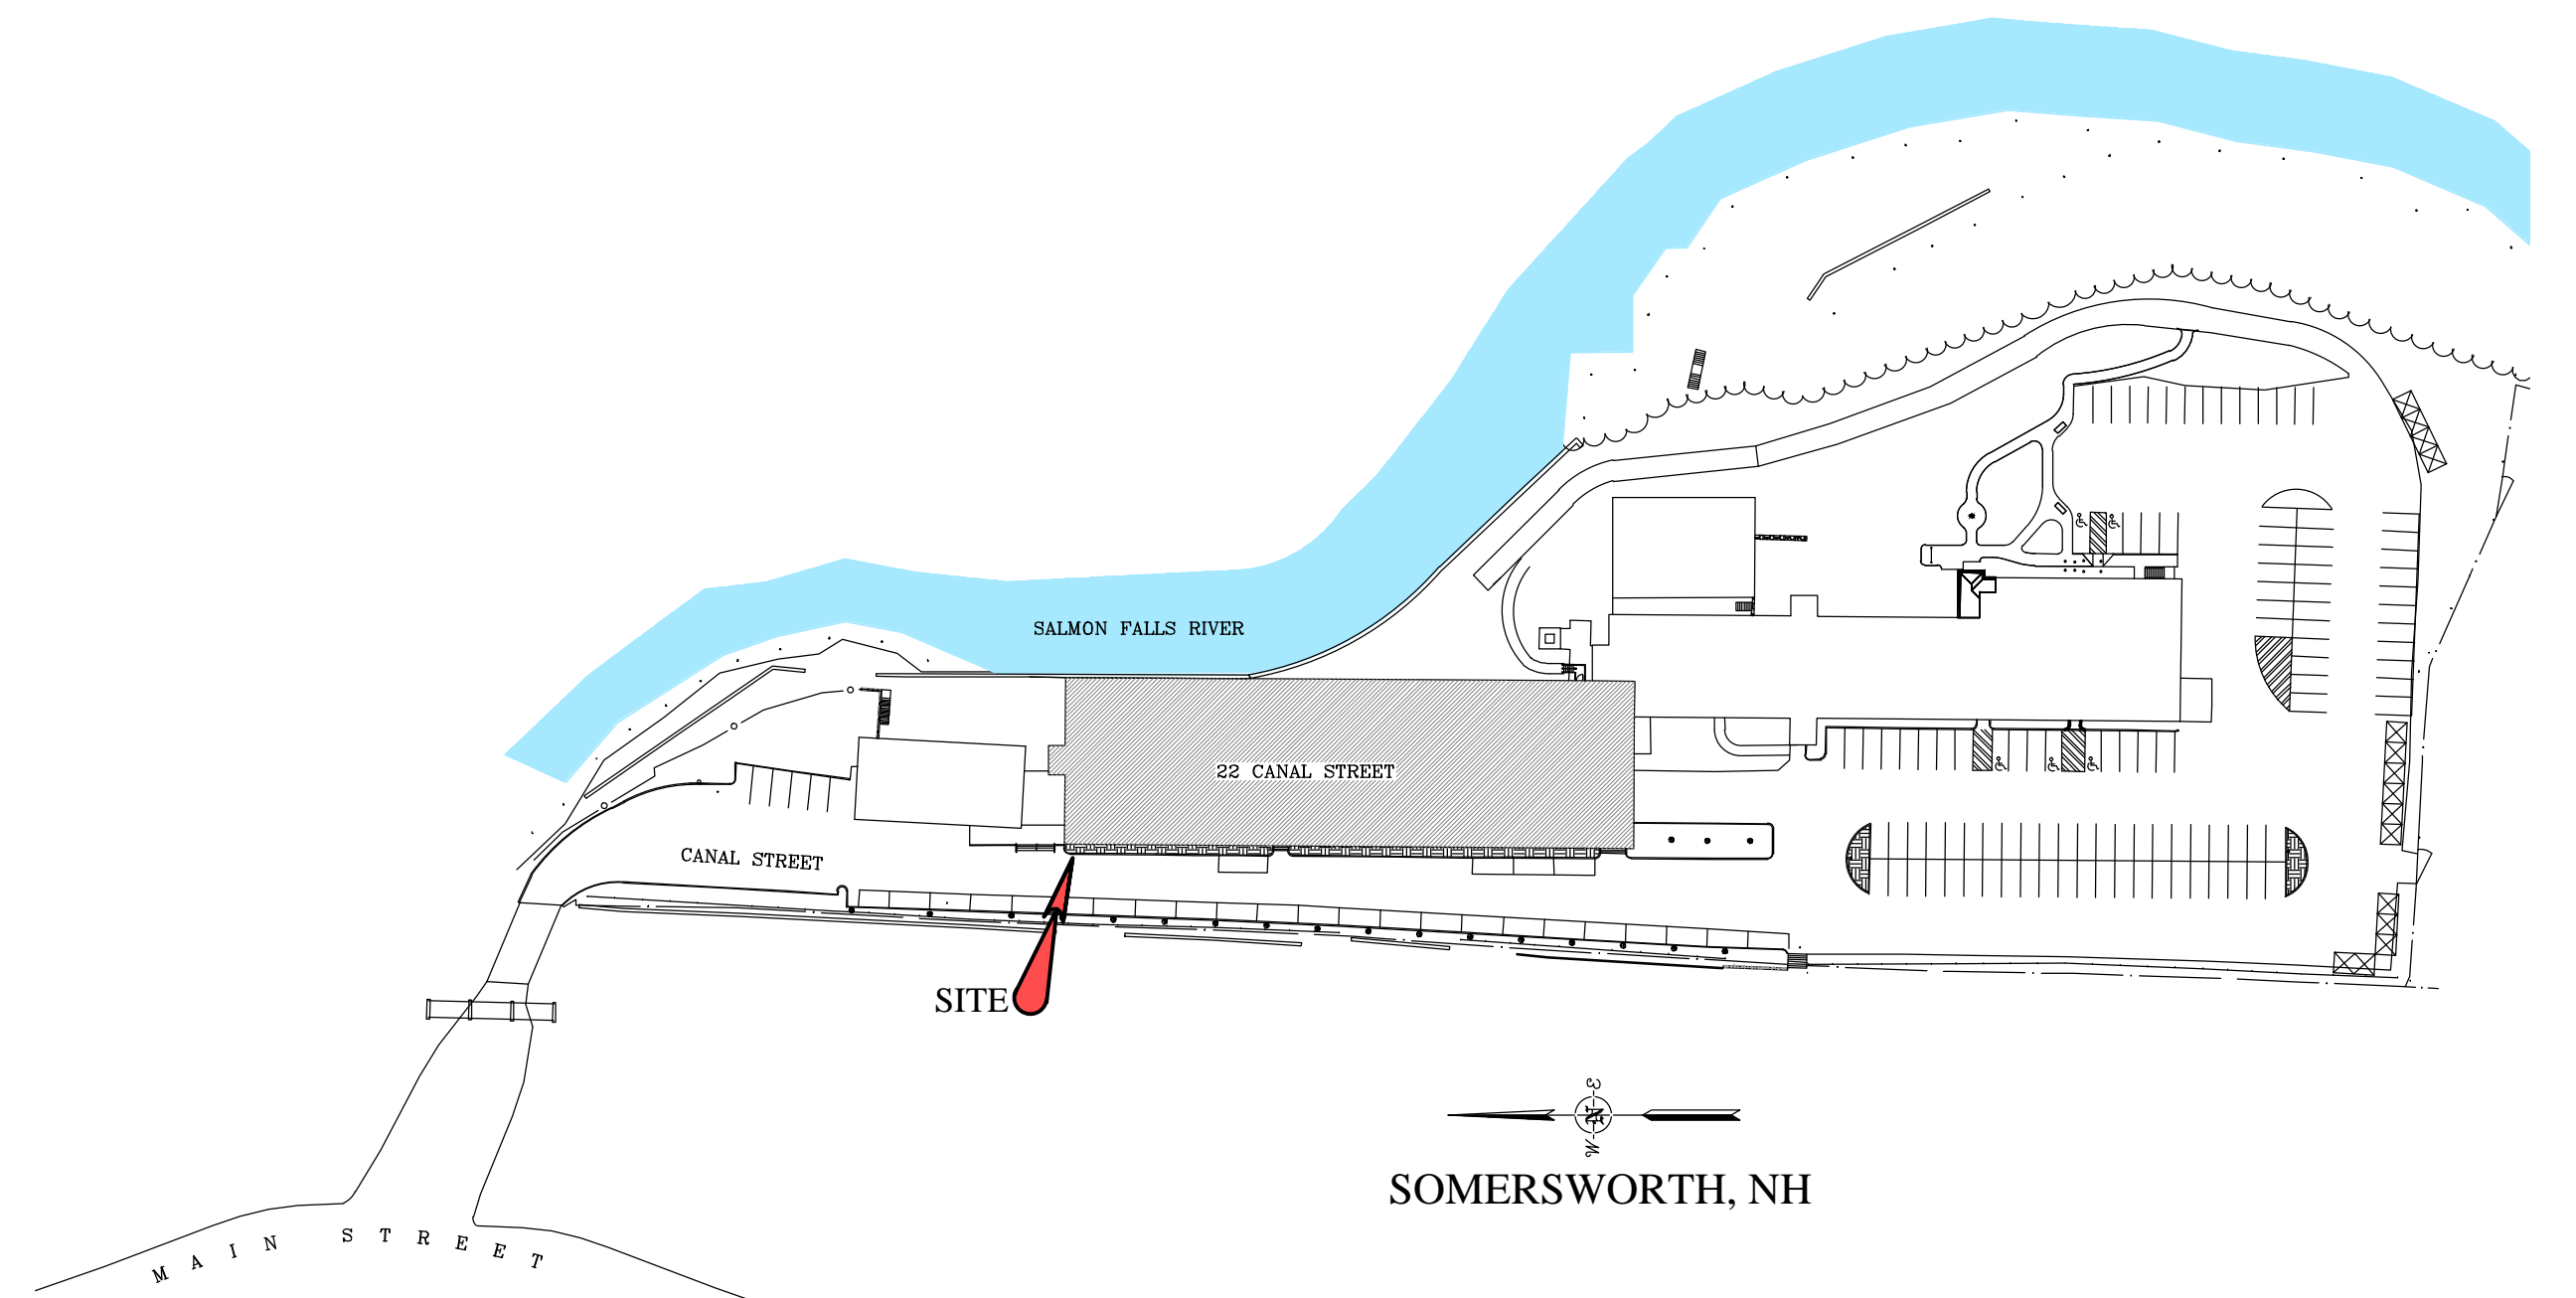 SALMON FALLS RIVER
22 CANAL STREET
CANAL STREET
SITE
E
N
W
SOMERSWORTH, NH
MAIN STREET